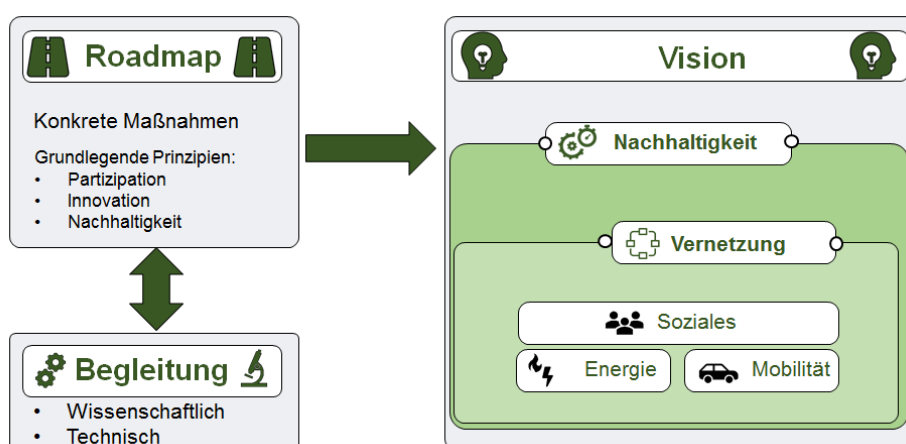 Roadmap
Konkrete Maßnahmen
Grundlegende Prinzipien:
• Partizipation
• Innovation
• Nachhaltigkeit
Begleitung
• Wissenschaftlich
• Technisch
Vision
Nachhaltigkeit
Vernetzung
Soziales
Energie
Mobilität